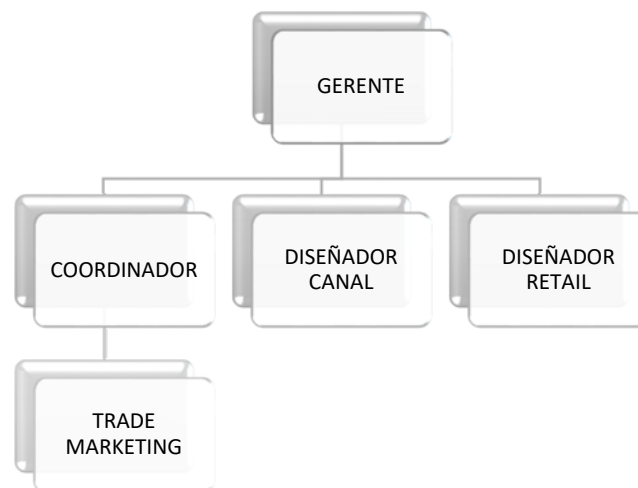 GERENTE
COORDINADOR
DISEÑADOR
CANAL
DISEÑADOR
RETAIL
TRADE
MARKETING